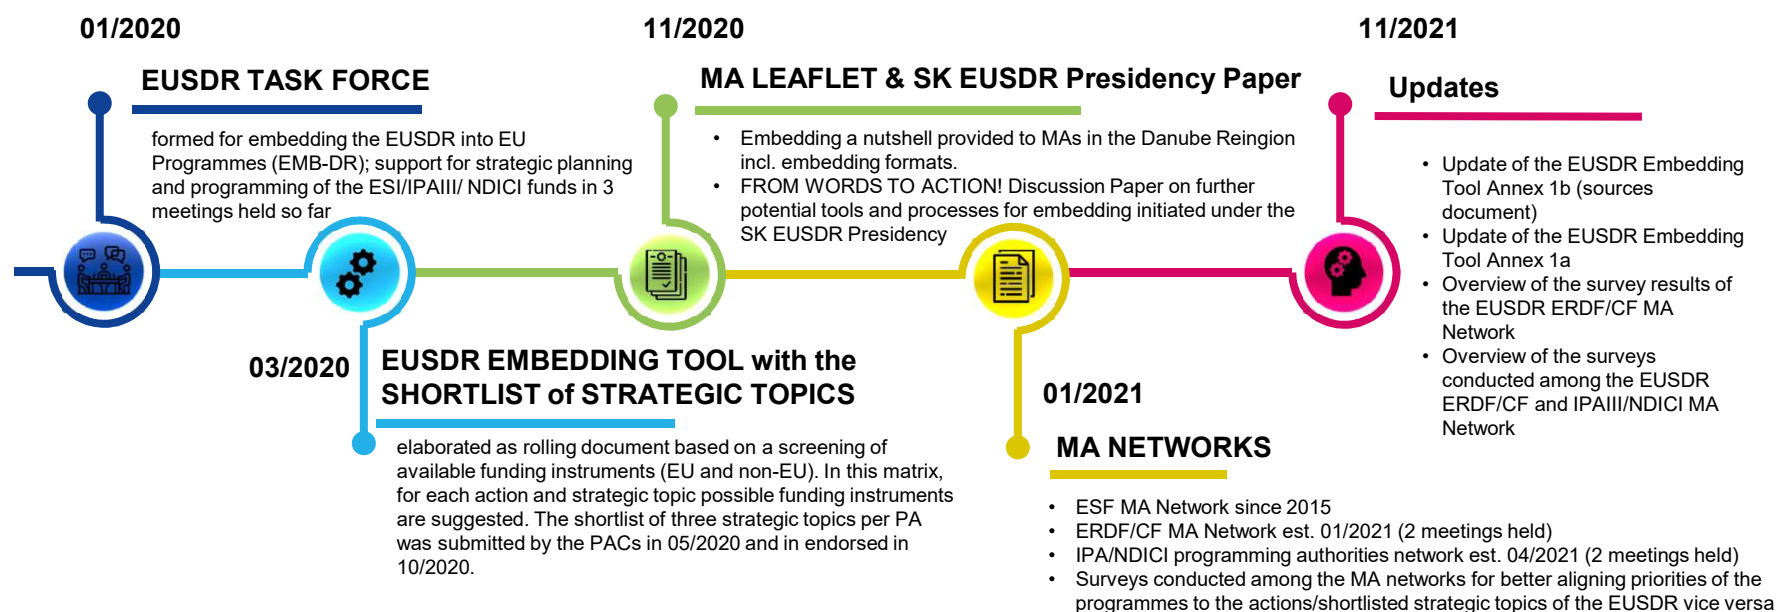 01/2020
EUSDR TASK FORCE
formed for embedding the EUSDR into EU
Programmes (EMB-DR); support for strategic planning
and programming of the ESI/IPAIII/ NDICI funds in 3
meetings held so far
03/2020
EUSDR EMBEDDING TOOL with the
SHORTLIST of STRATEGIC TOPICS
elaborated as rolling document based on a screening of
available funding instruments (EU and non-EU). In this matrix,
for each action and strategic topic possible funding instruments
are suggested. The shortlist of three strategic topics per PA
was submitted by the PACs in 05/2020 and in endorsed in
10/2020.
11/2020
MA LEAFLET & SK EUSDR Presidency Paper
• Embedding a nutshell provided to MAs in the Danube Reingion
incl. embedding formats.
• FROM WORDS TO ACTION! Discussion Paper on further
potential tools and processes for embedding initiated under the
SK EUSDR Presidency
01/2021
MA NETWORKS
• ESF MA Network since 2015
• ERDF/CF MA Network est. 01/2021 (2 meetings held)
• IPA/NDICI programming authorities network est. 04/2021 (2 meetings held)
• Surveys conducted among the MA networks for better aligning priorities of the
programmes to the actions/shortlisted strategic topics of the EUSDR vice versa
11/2021
Updates
• Update of the EUSDR Embedding
Tool Annex 1b (sources
document)
• Update of the EUSDR Embedding
Tool Annex 1a
• Overview of the survey results of
the EUSDR ERDF/CF MA
Network
• Overview of the surveys
conducted among the EUSDR
ERDF/CF and IPAIII/NDICI MA
Network